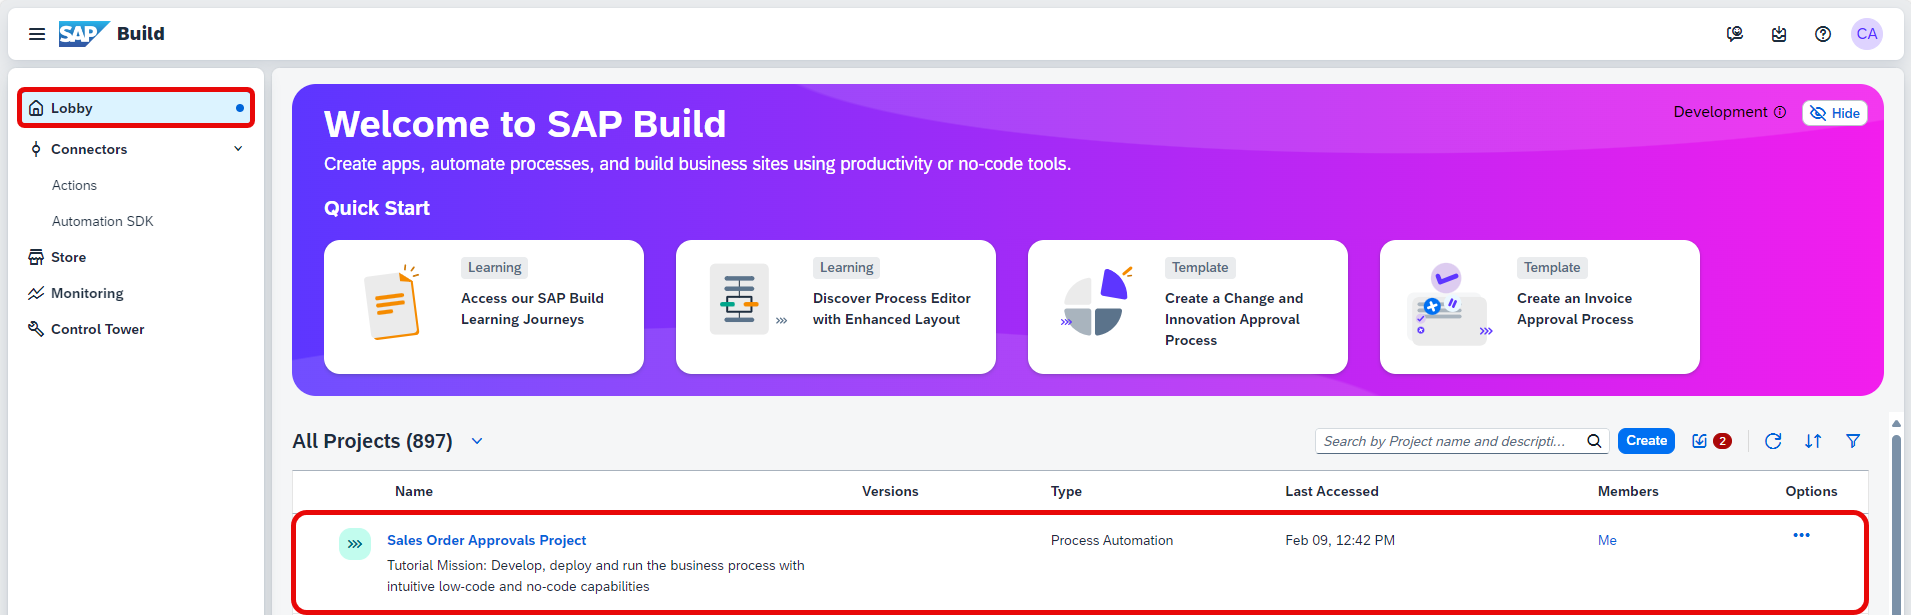 SAP Build
CA
Lobby
Connectors
Actions
Automation SDK
Store
Monitoring
Control Tower
Welcome to SAP Build
Development
Hide
Create apps, automate processes, and build business sites using productivity or no-code tools.
Quick Start
Learning
Access our SAP Build
Learning Journeys
Learning
Discover Process Editor
with Enhanced Layout
Template
Create a Change and
Innovation Approval
Process
Template
Create an Invoice
Approval Process
All Projects (897)
Search by Project name and descripti...
Create
2
Name Versions Type Last Accessed Members Options
Sales Order Approvals Project Process Automation Feb 09, 12:42 PM Me
Tutorial Mission: Develop, deploy and run the business process with
intuitive low-code and no-code capabilities